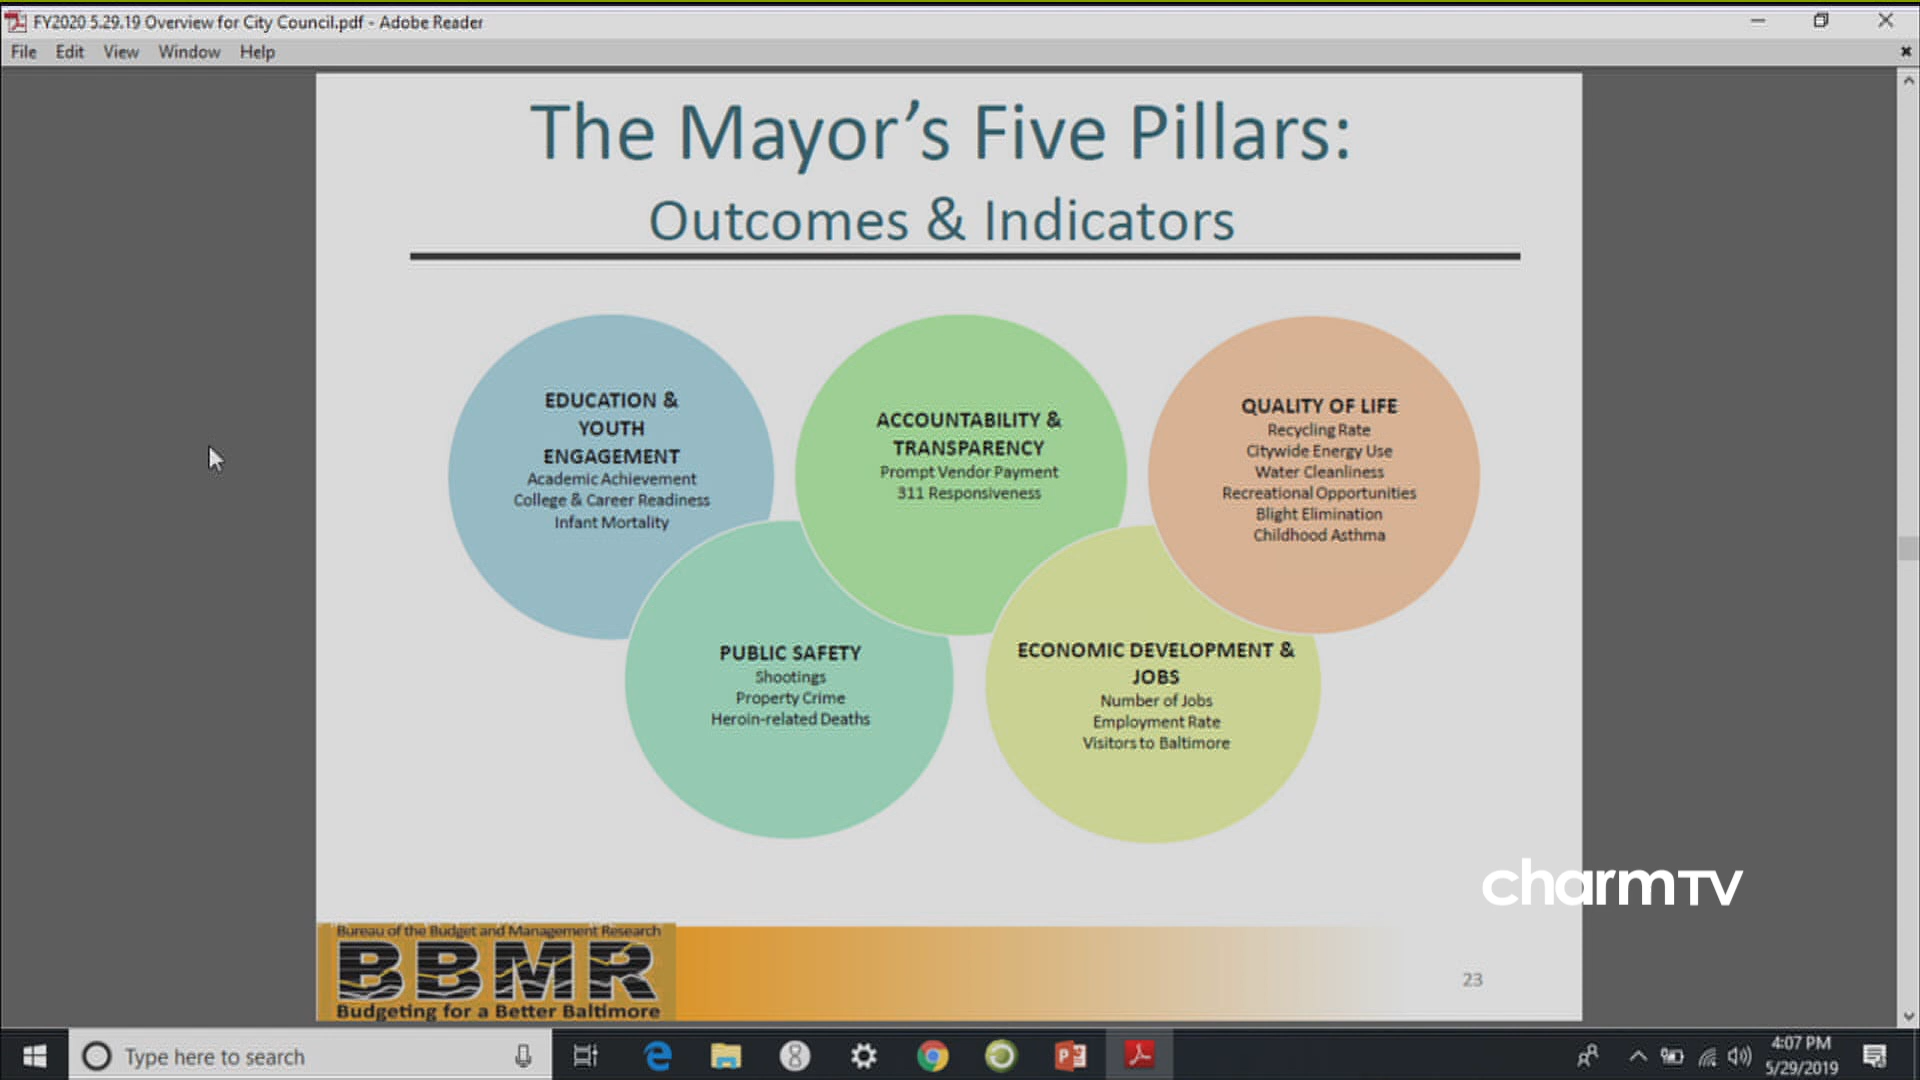 FY2020 5.29.19 Overview for City Council.pdf - Adobe Reader
File Edit View Window Help
The Mayor's Five Pillars:
Outcomes & Indicators
EDUCATION &
YOUTH
ENGAGEMENT
Academic Achievement
College & Career Readiness
Infant Mortality
ACCOUNTABILITY &
TRANSPARENCY
Prompt Vendor Payment
311 Responsiveness
QUALITY OF LIFE
Recycling Rate
Citywide Energy Use
Water Cleanliness
Recreational Opportunities
Blight Elimination
Childhood Asthma
PUBLIC SAFETY
Shootings
Property Crime
Heroin-related Deaths
ECONOMIC DEVELOPMENT &
JOBS
Number of Jobs
Employment Rate
Visitors to Baltimore
charmTV
Bureau of the Budget and Management Research
BBMR
Budgeting for a Better Baltimore
23
Type here to search
4:07 PM
5/29/2019